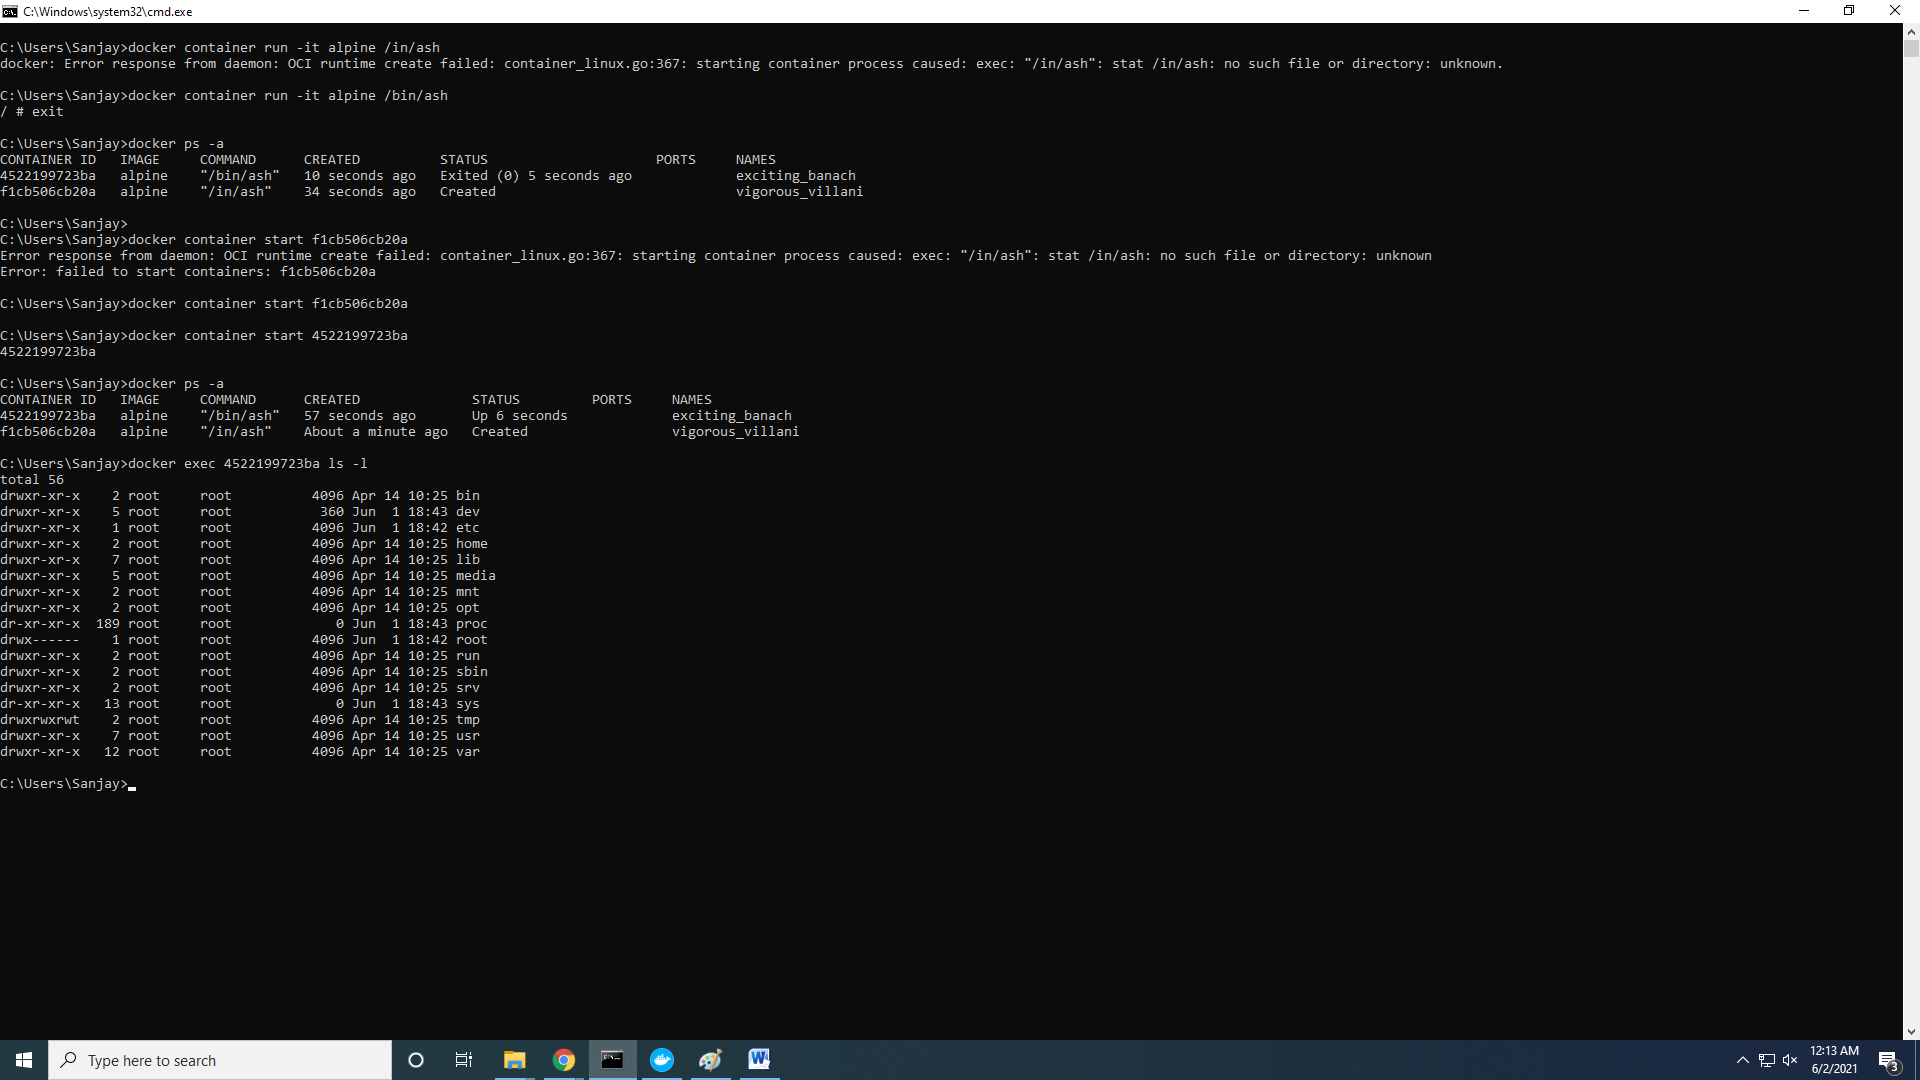 C:\Windows\system32\cmd.exe
C:\Users\Sanjay>docker container run -it alpine /in/ash
docker: Error response from daemon: OCI runtime create failed: container_linux.go:367: starting container process caused: exec: "/in/ash": stat /in/ash: no such file or directory: unknown.
C:\Users\Sanjay>docker container run -it alpine /bin/ash
/ # exit
C:\Users\Sanjay>docker ps -a
CONTAINER ID   IMAGE     COMMAND      CREATED          STATUS                     PORTS     NAMES
4522199723ba   alpine    "/bin/ash"   10 seconds ago   Exited (0) 5 seconds ago             exciting_banach
f1cb506cb20a   alpine    "/in/ash"    34 seconds ago   Created                              vigorous_villani
C:\Users\Sanjay>
C:\Users\Sanjay>docker container start f1cb506cb20a
Error response from daemon: OCI runtime create failed: container_linux.go:367: starting container process caused: exec: "/in/ash": stat /in/ash: no such file or directory: unknown
Error: failed to start containers: f1cb506cb20a
C:\Users\Sanjay>docker container start f1cb506cb20a
C:\Users\Sanjay>docker container start 4522199723ba
4522199723ba
C:\Users\Sanjay>docker ps -a
CONTAINER ID   IMAGE     COMMAND      CREATED              STATUS         PORTS     NAMES
4522199723ba   alpine    "/bin/ash"   57 seconds ago       Up 6 seconds             exciting_banach
f1cb506cb20a   alpine    "/in/ash"    About a minute ago   Created                  vigorous_villani
C:\Users\Sanjay>docker exec 4522199723ba ls -l
total 56
drwxr-xr-x    2 root     root          4096 Apr 14 10:25 bin
drwxr-xr-x    5 root     root           360 Jun  1 18:43 dev
drwxr-xr-x    1 root     root          4096 Jun  1 18:42 etc
drwxr-xr-x    2 root     root          4096 Apr 14 10:25 home
drwxr-xr-x    7 root     root          4096 Apr 14 10:25 lib
drwxr-xr-x    5 root     root          4096 Apr 14 10:25 media
drwxr-xr-x    2 root     root          4096 Apr 14 10:25 mnt
drwxr-xr-x    2 root     root          4096 Apr 14 10:25 opt
dr-xr-xr-x  189 root     root             0 Jun  1 18:43 proc
drwx------    1 root     root          4096 Jun  1 18:42 root
drwxr-xr-x    2 root     root          4096 Apr 14 10:25 run
drwxr-xr-x    2 root     root          4096 Apr 14 10:25 sbin
drwxr-xr-x    2 root     root          4096 Apr 14 10:25 srv
dr-xr-xr-x   13 root     root             0 Jun  1 18:43 sys
drwxrwxrwt    2 root     root          4096 Apr 14 10:25 tmp
drwxr-xr-x    7 root     root          4096 Apr 14 10:25 usr
drwxr-xr-x   12 root     root          4096 Apr 14 10:25 var
C:\Users\Sanjay>
Type here to search
12:13 AM
6/2/2021
3